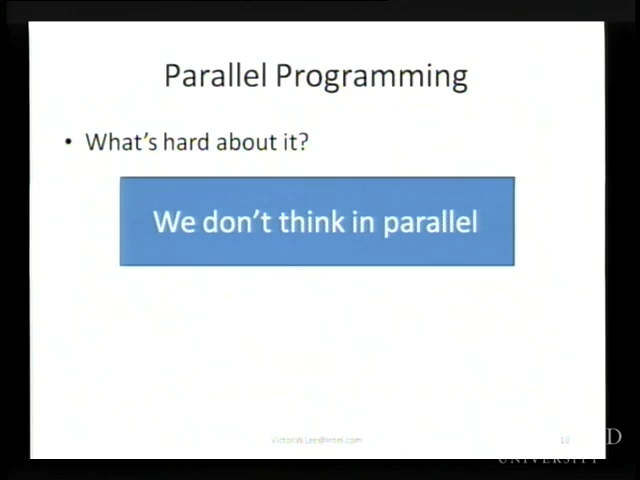 Parallel Programming
• What's hard about it?
We don't think in parallel
Victor.W.Lee@intel.com
10
D
UNIVERSITY